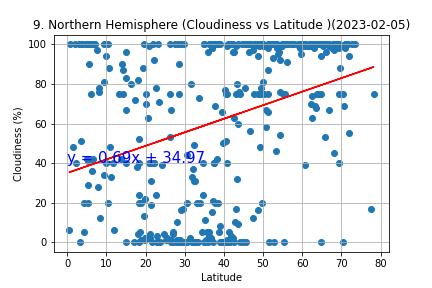 9. Northern Hemisphere (Cloudiness vs Latitude )(2023-02-05)
100
80
60
40
20
0
Cloudiness (%)
y = 0.69x + 34.97
0 10 20 30 40 50 60 70 80
Latitude